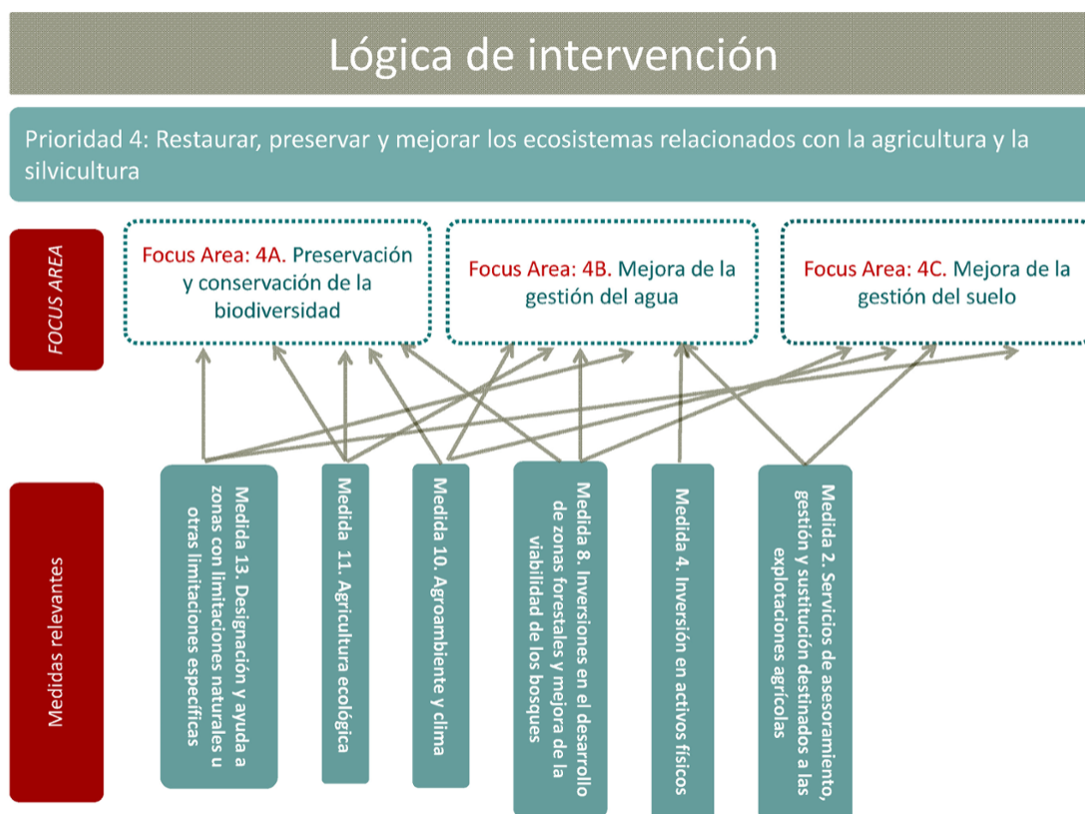 Lógica de intervención
Prioridad 4: Restaurar, preservar y mejorar los ecosistemas relacionados con la agricultura y la
silvicultura
FOCUS AREA
Focus Area: 4A. Preservación
y conservación de la
biodiversidad
Focus Area: 4B. Mejora de la
gestión del agua
Focus Area: 4C. Mejora de la
gestión del suelo
Medidas relevantes
Medida 13. Designación y ayuda a
zonas con limitaciones naturales u
otras limitaciones específicas
Medida 11. Agricultura ecológica
Medida 10. Agroambiente y clima
Medida 8. Inversiones en el desarrollo
de zonas forestales y mejora de la
viabilidad de los bosques
Medida 4. Inversión en activos físicos
Medida 2. Servicios de asesoramiento,
gestión y sustitución destinados a las
explotaciones agrícolas